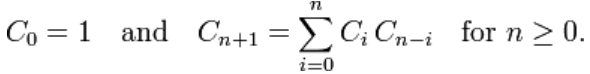 C_0 = 1 and C_{n+1} = \sum_{i=0}^{n} C_i C_{n-i} for n ≥ 0.